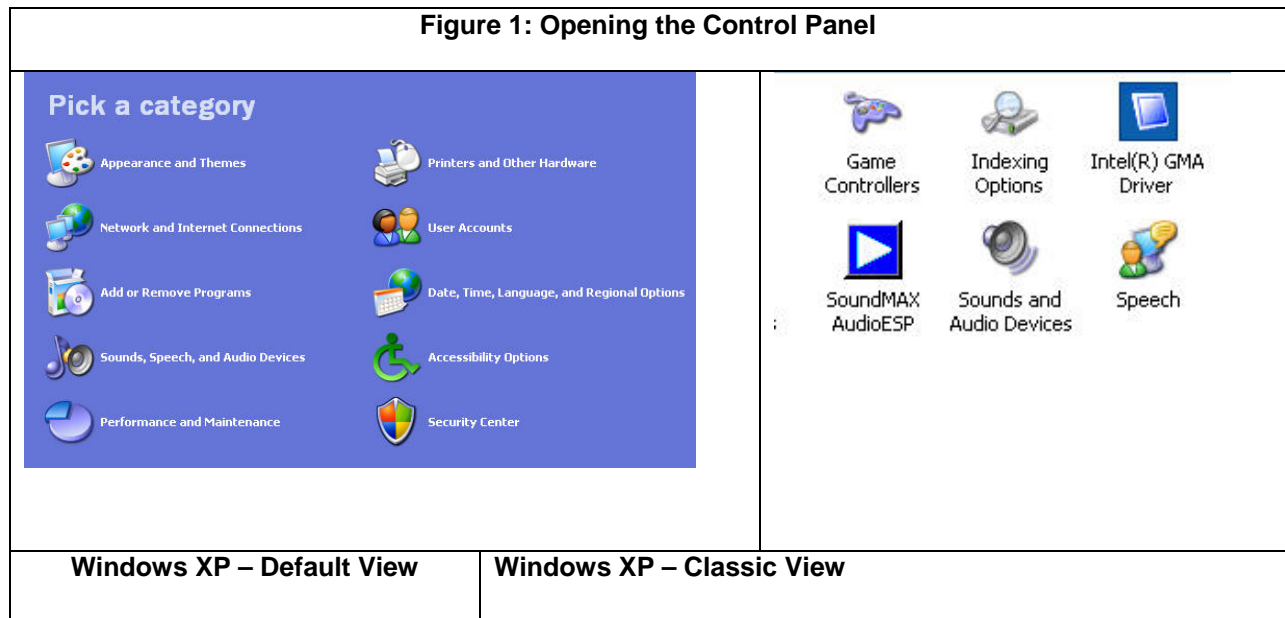 Figure 1: Opening the Control Panel
Pick a category
Appearance and Themes
Printers and Other Hardware
Network and Internet Connections
User Accounts
Add or Remove Programs
Date, Time, Language, and Regional Options
Sounds, Speech, and Audio Devices
Accessibility Options
Performance and Maintenance
Security Center
Game
Controllers
Indexing
Options
Intel(R) GMA
Driver
SoundMAX
AudioESP
Sounds and
Audio Devices
Speech
Windows XP – Default View
Windows XP – Classic View